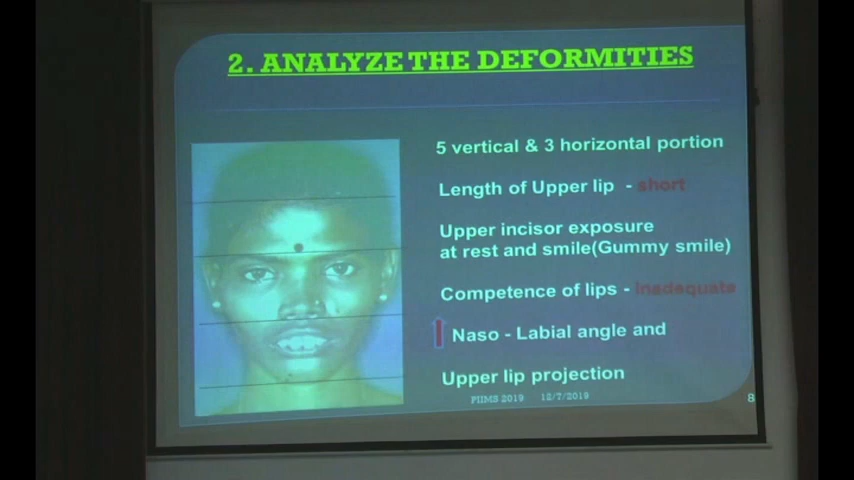 2. ANALYZE THE DEFORMITIES
5 vertical & 3 horizontal portion
Length of Upper lip - short
Upper incisor exposure
at rest and smile(Gummy smile)
Competence of lips - Inadequate
Naso - Labial angle and
Upper lip projection
PIIMS 2019 12/7/2019
8